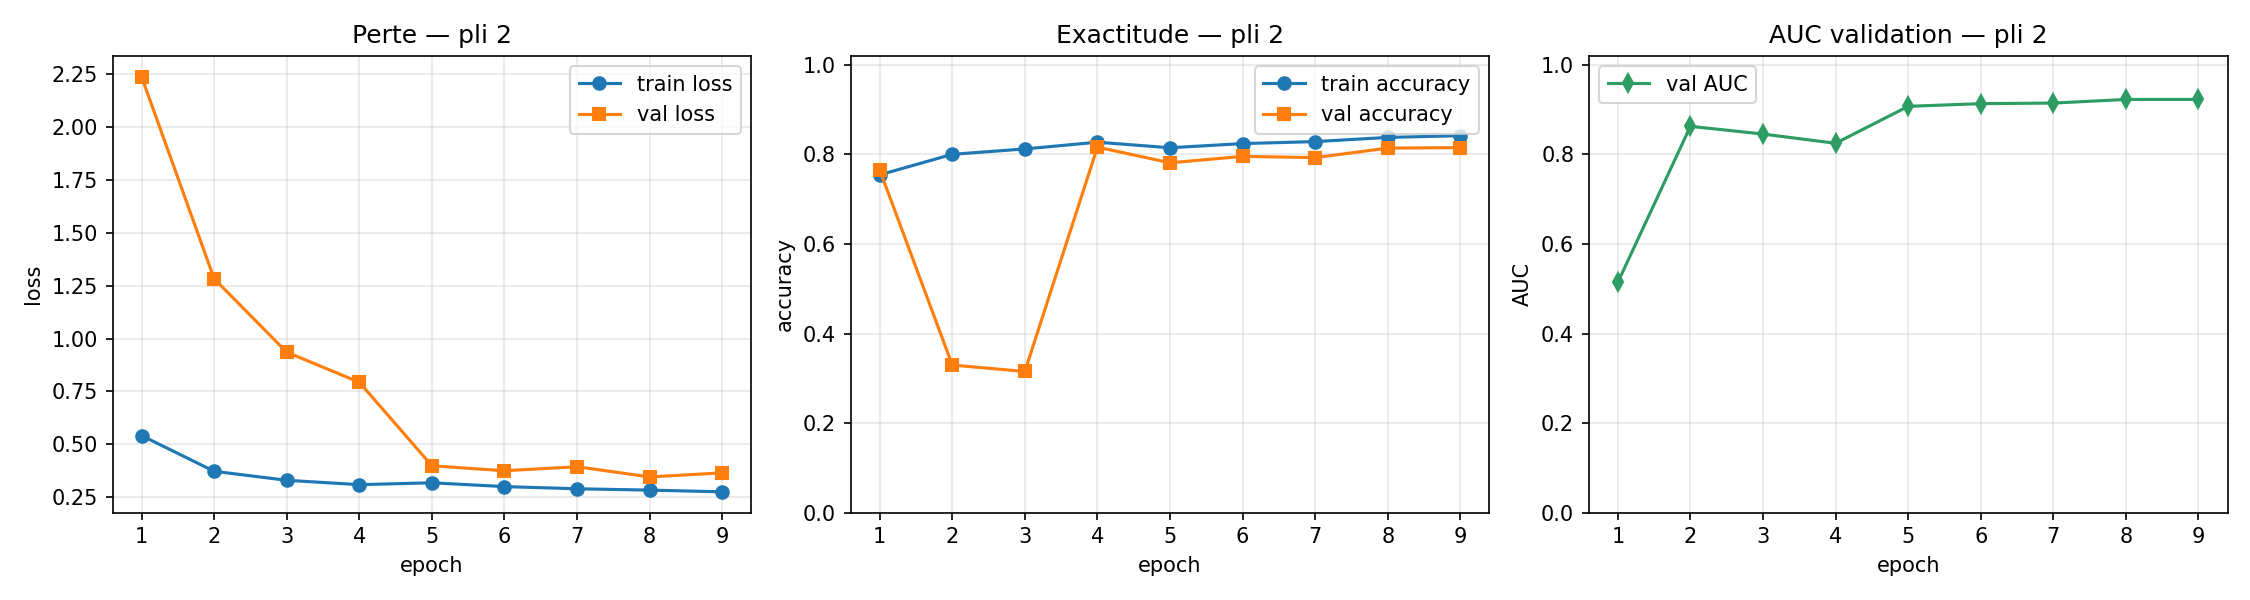 Perte — pli 2
2.25
2.00
1.75
1.50
1.25
1.00
0.75
0.50
0.25
loss
1 2 3 4 5 6 7 8 9
epoch
train loss
val loss
Exactitude — pli 2
1.0
0.8
0.6
0.4
0.2
0.0
accuracy
1 2 3 4 5 6 7 8 9
epoch
train accuracy
val accuracy
AUC validation — pli 2
1.0
0.8
0.6
0.4
0.2
0.0
AUC
1 2 3 4 5 6 7 8 9
epoch
val AUC